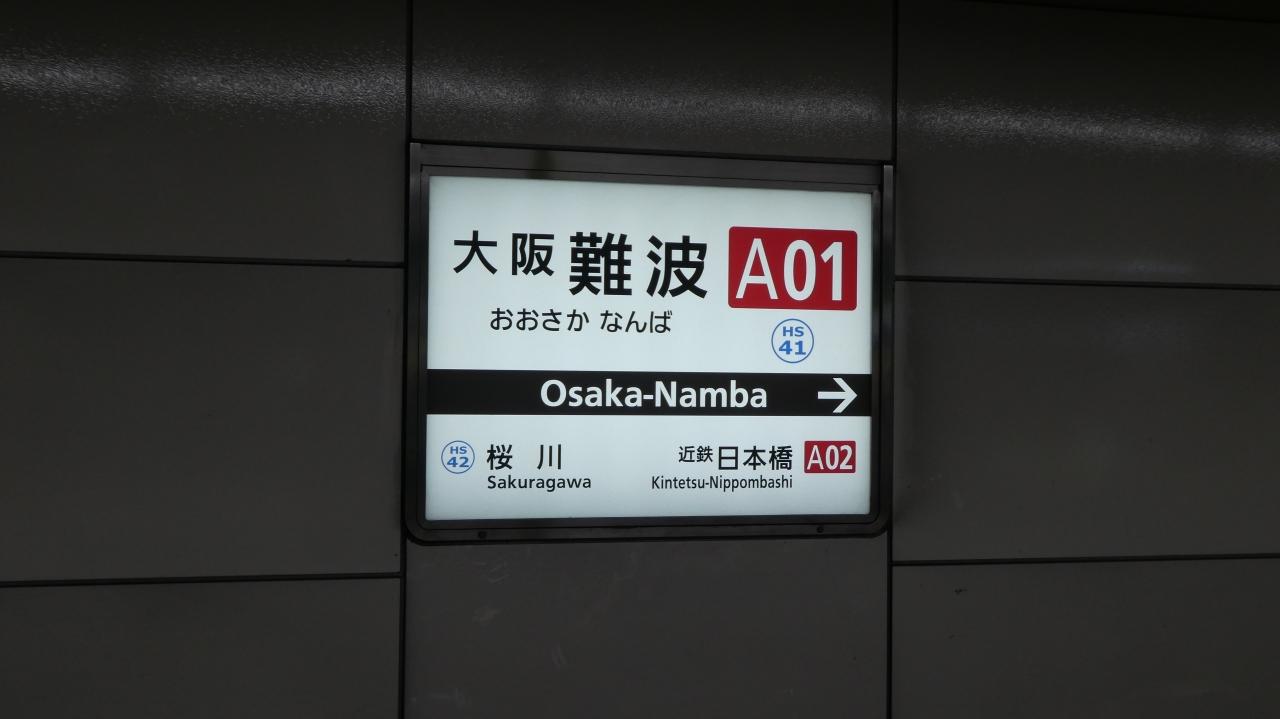 大阪難波 A01
おおさか なんば
HS
41
Osaka-Namba →
HS
42
桜川
Sakuragawa
近鉄日本橋 A02
Kintetsu-Nippombashi